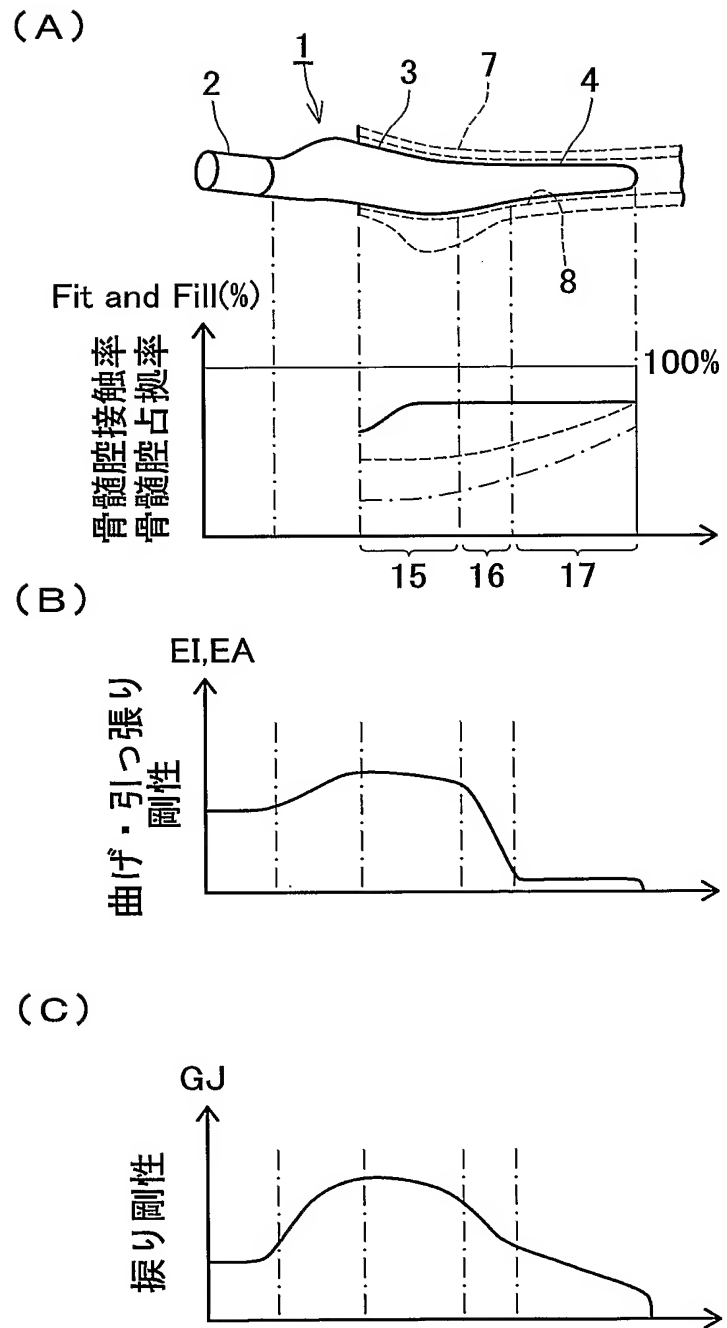 (A)
1
2
3
7
4
8
Fit and Fill(%)
骨髄腔接触率
骨髄腔占拠率
100%
15
16
17
(B)
EI,EA
曲げ・引っ張り
剛性
(C)
GJ
捩り剛性